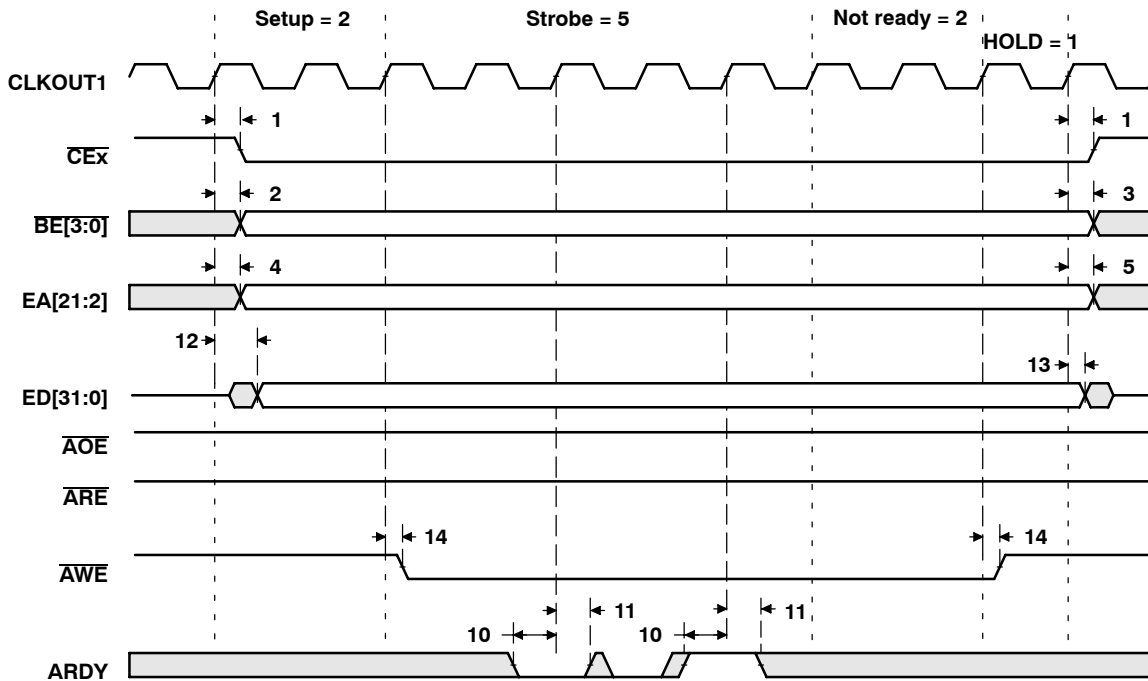 Setup = 2
Strobe = 5
Not ready = 2
HOLD = 1
CLKOUT1
1
1
CEx
2
3
BE[3:0]
4
5
EA[21:2]
12
13
ED[31:0]
AOE
ARE
14
14
AWE
11
11
10
10
ARDY